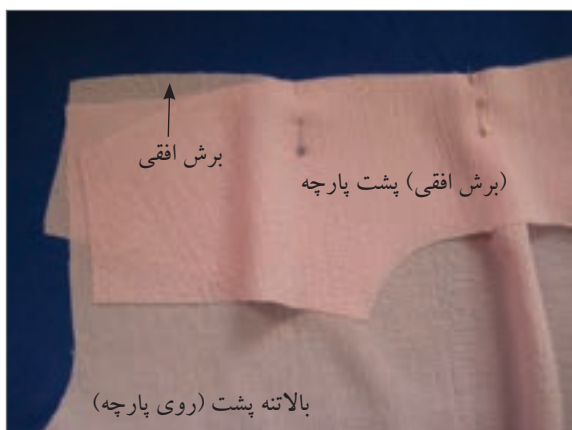 برش افقی
(برش افقی) پشت پارچه
بالاتنه پشت (روی پارچه)